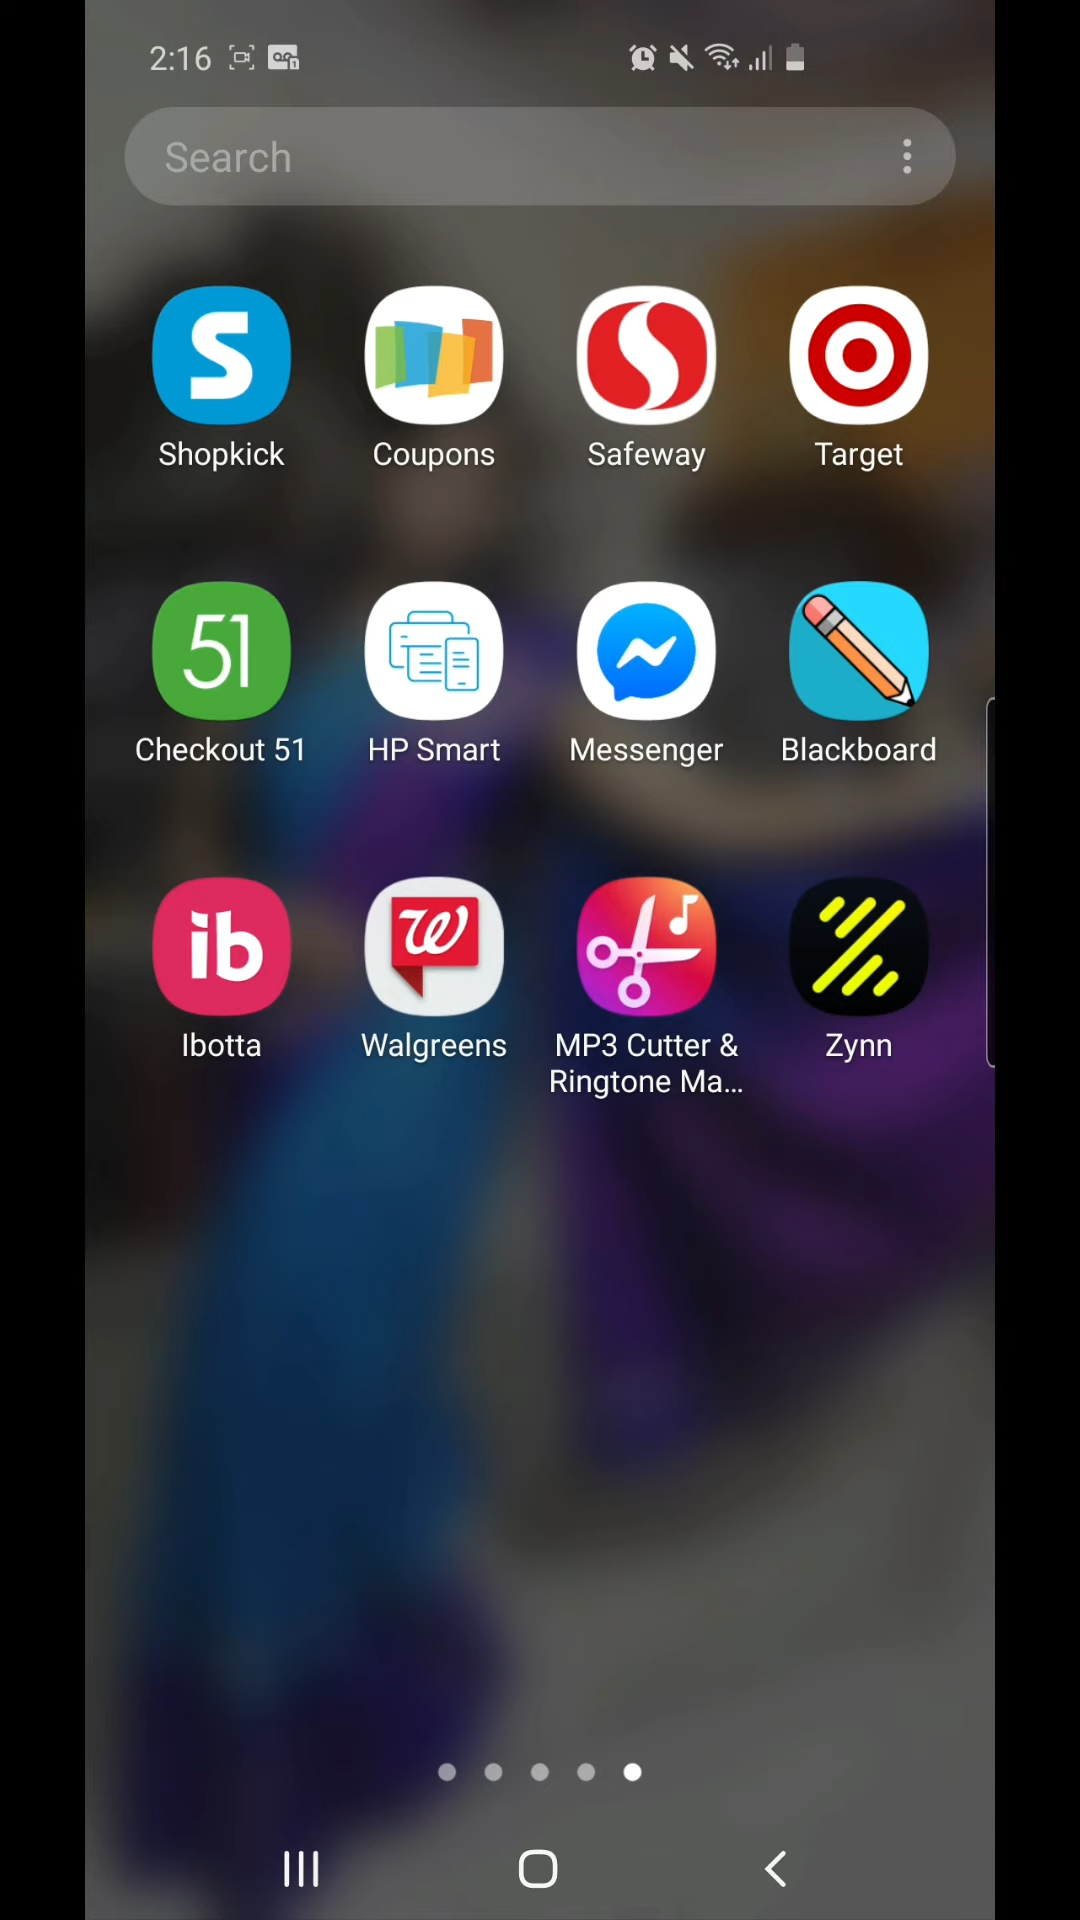 2:16
Search
S
Shopkick Coupons Safeway Target
51
Checkout 51 HP Smart Messenger Blackboard
ib W
Ibotta Walgreens MP3 Cutter & Zynn
Ringtone Ma...